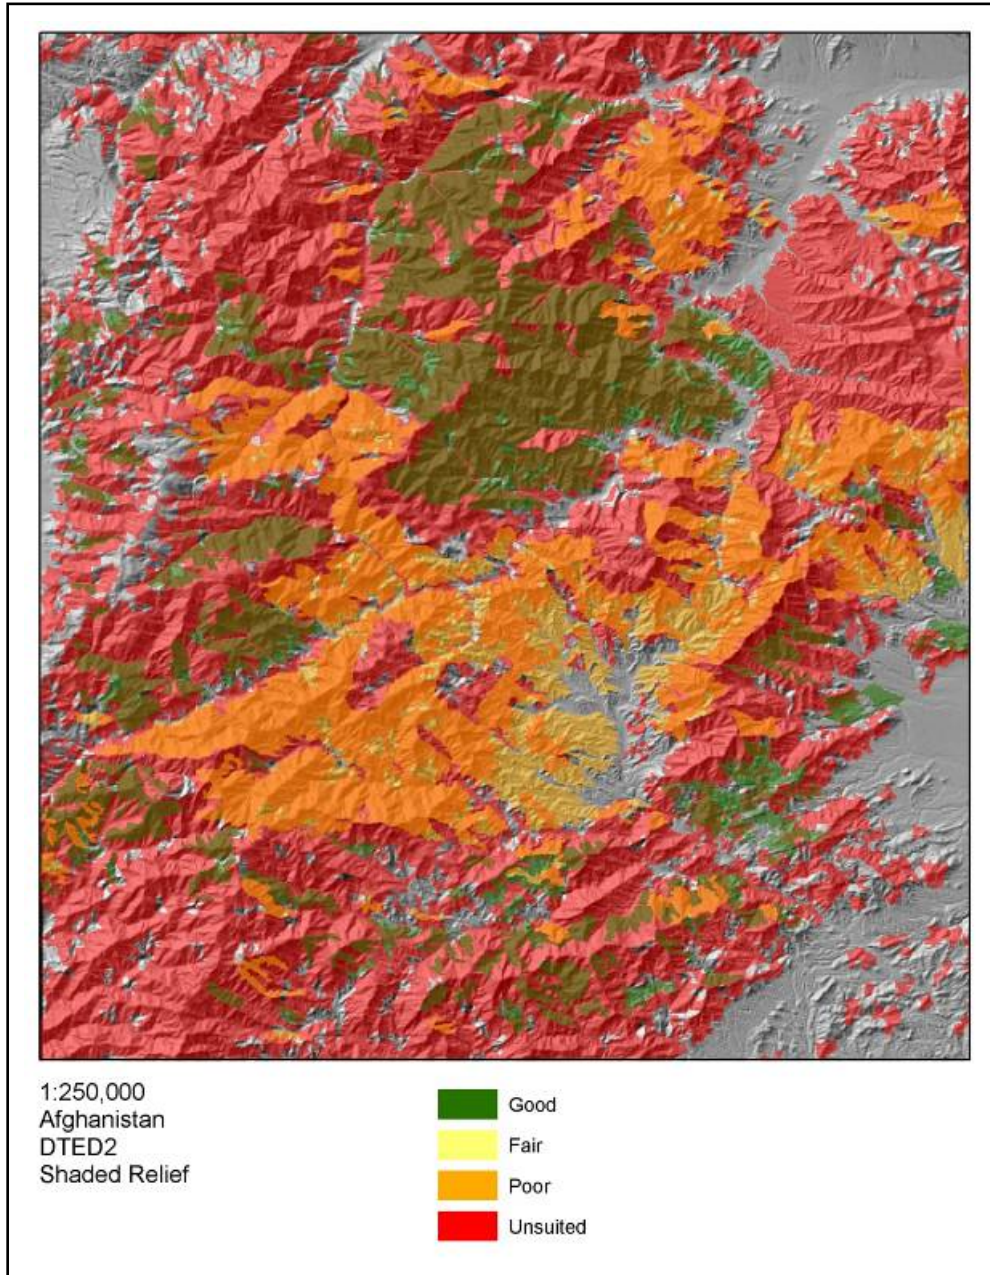 1:250,000
Afghanistan
DTED2
Shaded Relief
Good
Fair
Poor
Unsuited